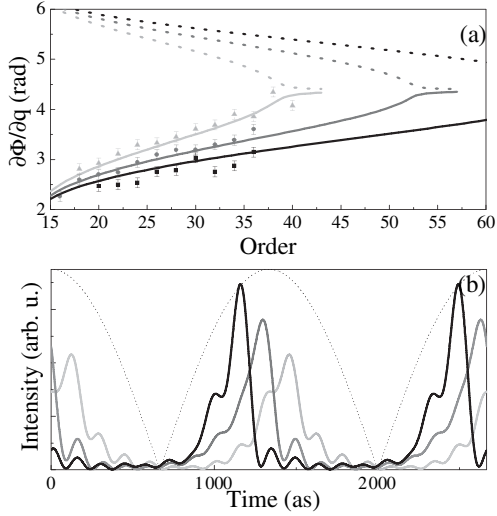 6
5
4
3
2
∂Φ/∂q (rad)
(a)
15 20 25 30 35 40 45 50 55 60
Order
(b)
Intensity (arb. u.)
0 1000 2000
Time (as)